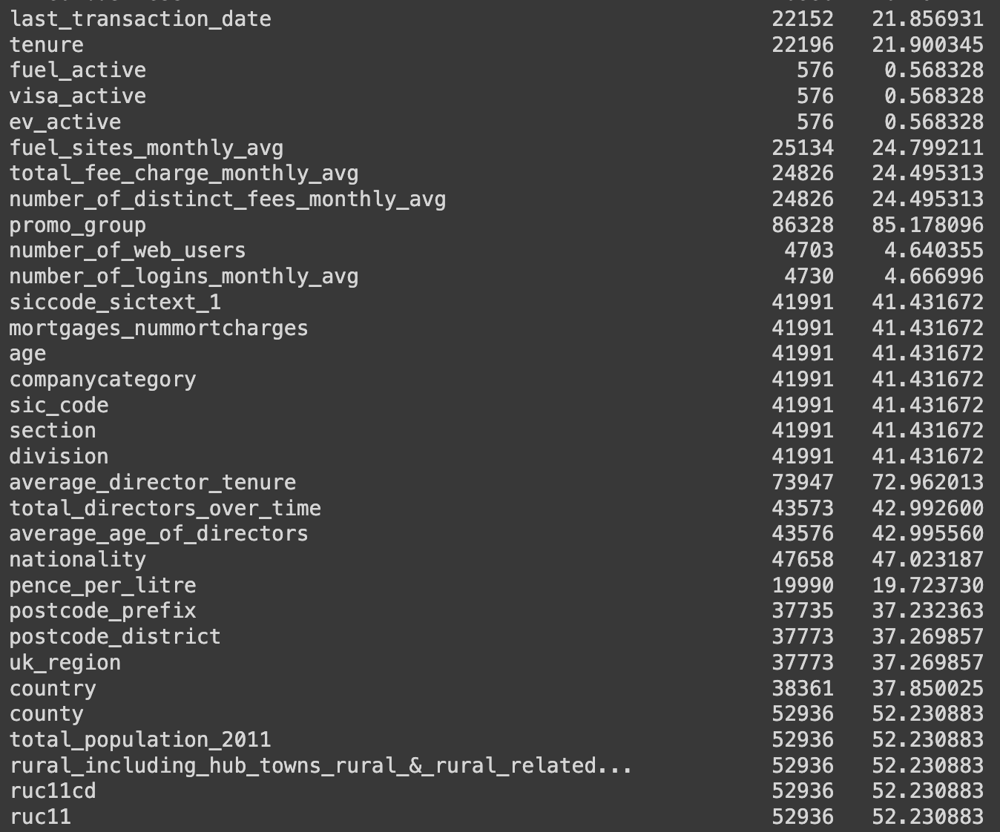 last_transaction_date 22152 21.856931
tenure 22196 21.900345
fuel_active 576 0.568328
visa_active 576 0.568328
ev_active 576 0.568328
fuel_sites_monthly_avg 25134 24.799211
total_fee_charge_monthly_avg 24826 24.495313
number_of_distinct_fees_monthly_avg 24826 24.495313
promo_group 86328 85.178096
number_of_web_users 4703 4.640355
number_of_logins_monthly_avg 4730 4.666996
siccode_sictext_1 41991 41.431672
mortgages_nummortcharges 41991 41.431672
age 41991 41.431672
companycategory 41991 41.431672
sic_code 41991 41.431672
section 41991 41.431672
division 41991 41.431672
average_director_tenure 73947 72.962013
total_directors_over_time 43573 42.992600
average_age_of_directors 43576 42.995560
nationality 47658 47.023187
pence_per_litre 19990 19.723730
postcode_prefix 37735 37.232363
postcode_district 37773 37.269857
uk_region 37773 37.269857
country 38361 37.850025
county 52936 52.230883
total_population_2011 52936 52.230883
rural_including_hub_towns_rural_&_rural_related... 52936 52.230883
ruc11cd 52936 52.230883
ruc11 52936 52.230883